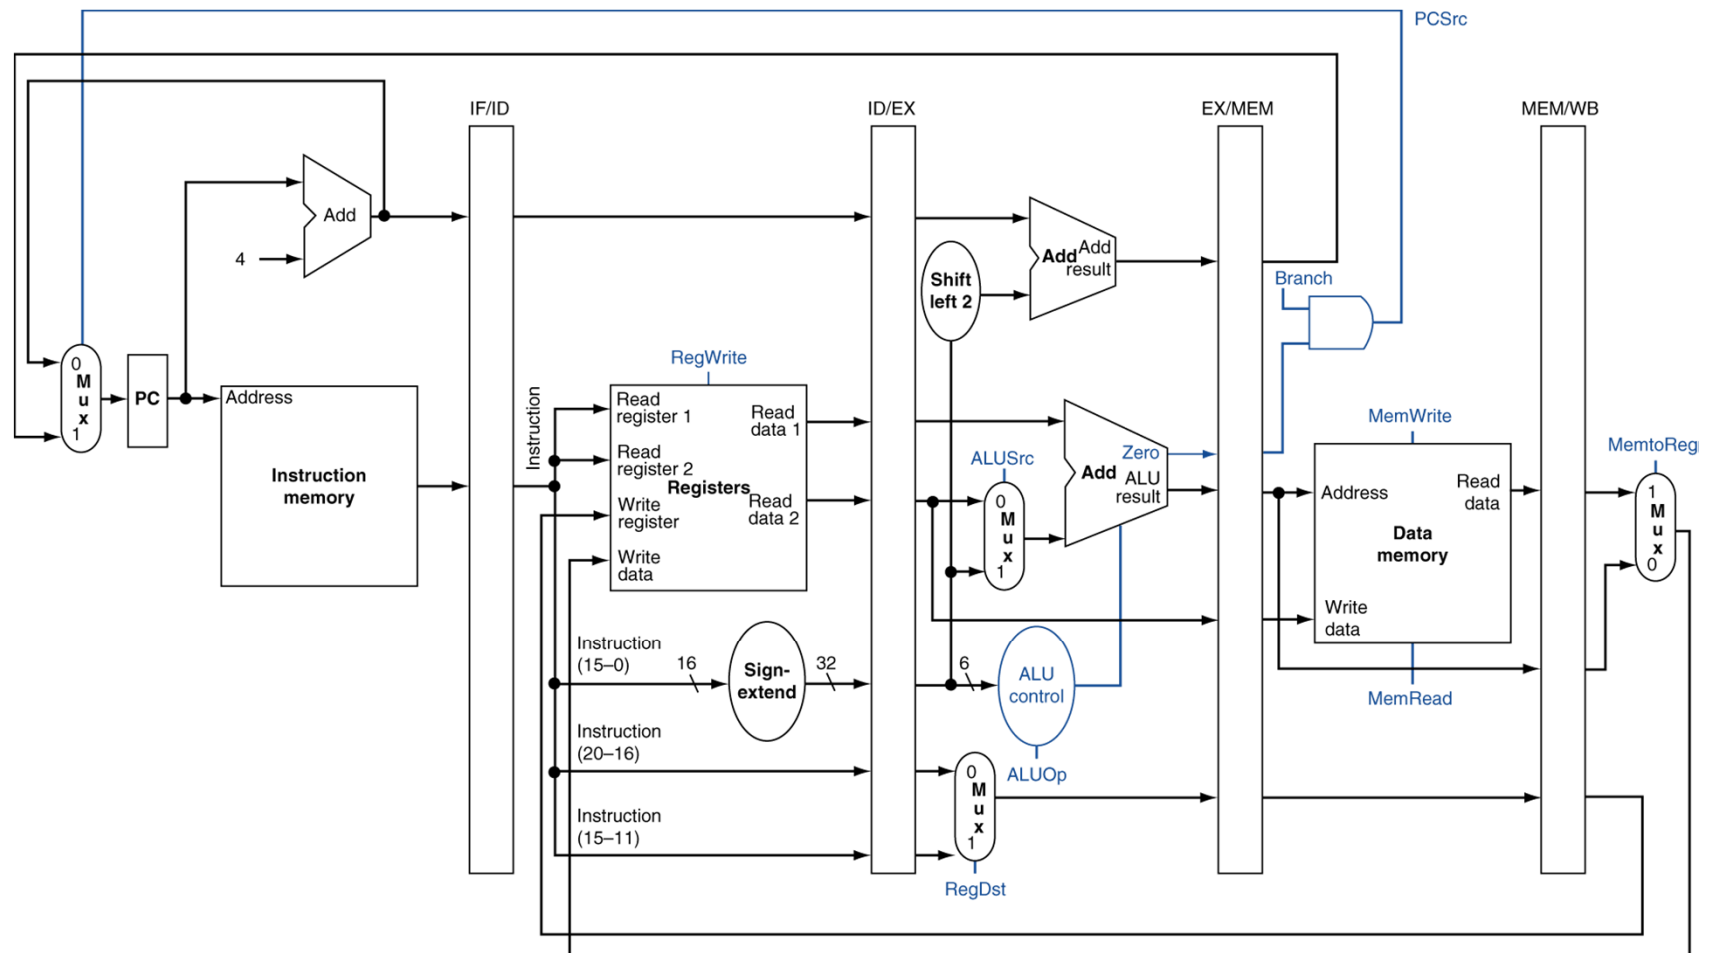 PCSrc
IF/ID
ID/EX
EX/MEM
MEM/WB
Add
4
Add
Add
result
Shift
left 2
Branch
0
M
u
x
1
PC
Address
Instruction
memory
Instruction
RegWrite
Read
register 1
Read
register 2
Write
register
Write
data
Registers
Read
data 1
Read
data 2
ALUSrc
0
M
u
x
1
Zero
Add
ALU
result
MemWrite
Address
Read
data
Data
memory
Write
data
MemRead
MemtoReg
1
M
u
x
0
Instruction
(15–0)
16
Sign-
extend
32
6
ALU
control
ALUOp
Instruction
(20–16)
Instruction
(15–11)
0
M
u
x
1
RegDst